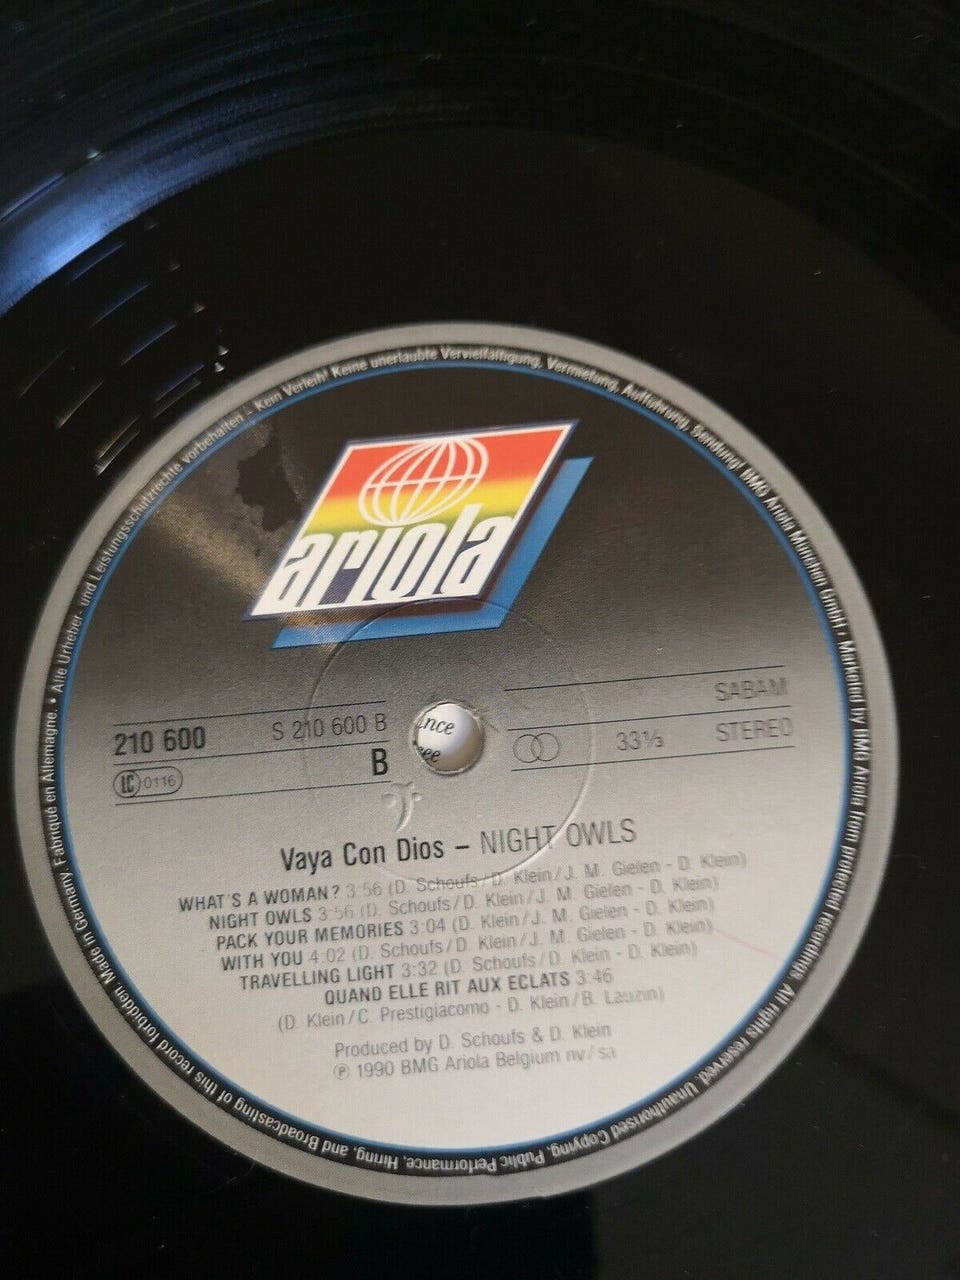 Alle Urheber- und Leistungsschutzrechte vorbehalten - Kein Verleih! Keine unerlaubte Vervielfältigung, Vermietung, Aufführung, Sendung! BMG Ariola München GmbH • Marketed by BMG Ariola from protected recordings. All rights reserved. Unauthorised Copying, Public Performance, Hiring, and Broadcasting of this record forbidden. Made in Germany. Fabriqué en Allemagne. •
ariola
210 600 S 210 600 B
LC 0116 B
SABAM
33⅓ STEREO
nce
ee
Vaya Con Dios – NIGHT OWLS
WHAT'S A WOMAN? 3:56 (D. Schoufs/D. Klein/J. M. Gielen - D. Klein)
NIGHT OWLS 3:56 (D. Schoufs/D. Klein/J. M. Gielen - D. Klein)
PACK YOUR MEMORIES 3:04 (D. Klein/J. M. Gielen - D. Klein)
WITH YOU 4:02 (D. Schoufs/D. Klein/J. M. Gielen - D. Klein)
TRAVELLING LIGHT 3:32 (D. Schoufs/D. Klein - D. Klein)
QUAND ELLE RIT AUX ECLATS 3:46
(D. Klein/C. Prestigiacomo - D. Klein/B. Lauzin)
Produced by D. Schoufs & D. Klein
℗ 1990 BMG Ariola Belgium nv/sa